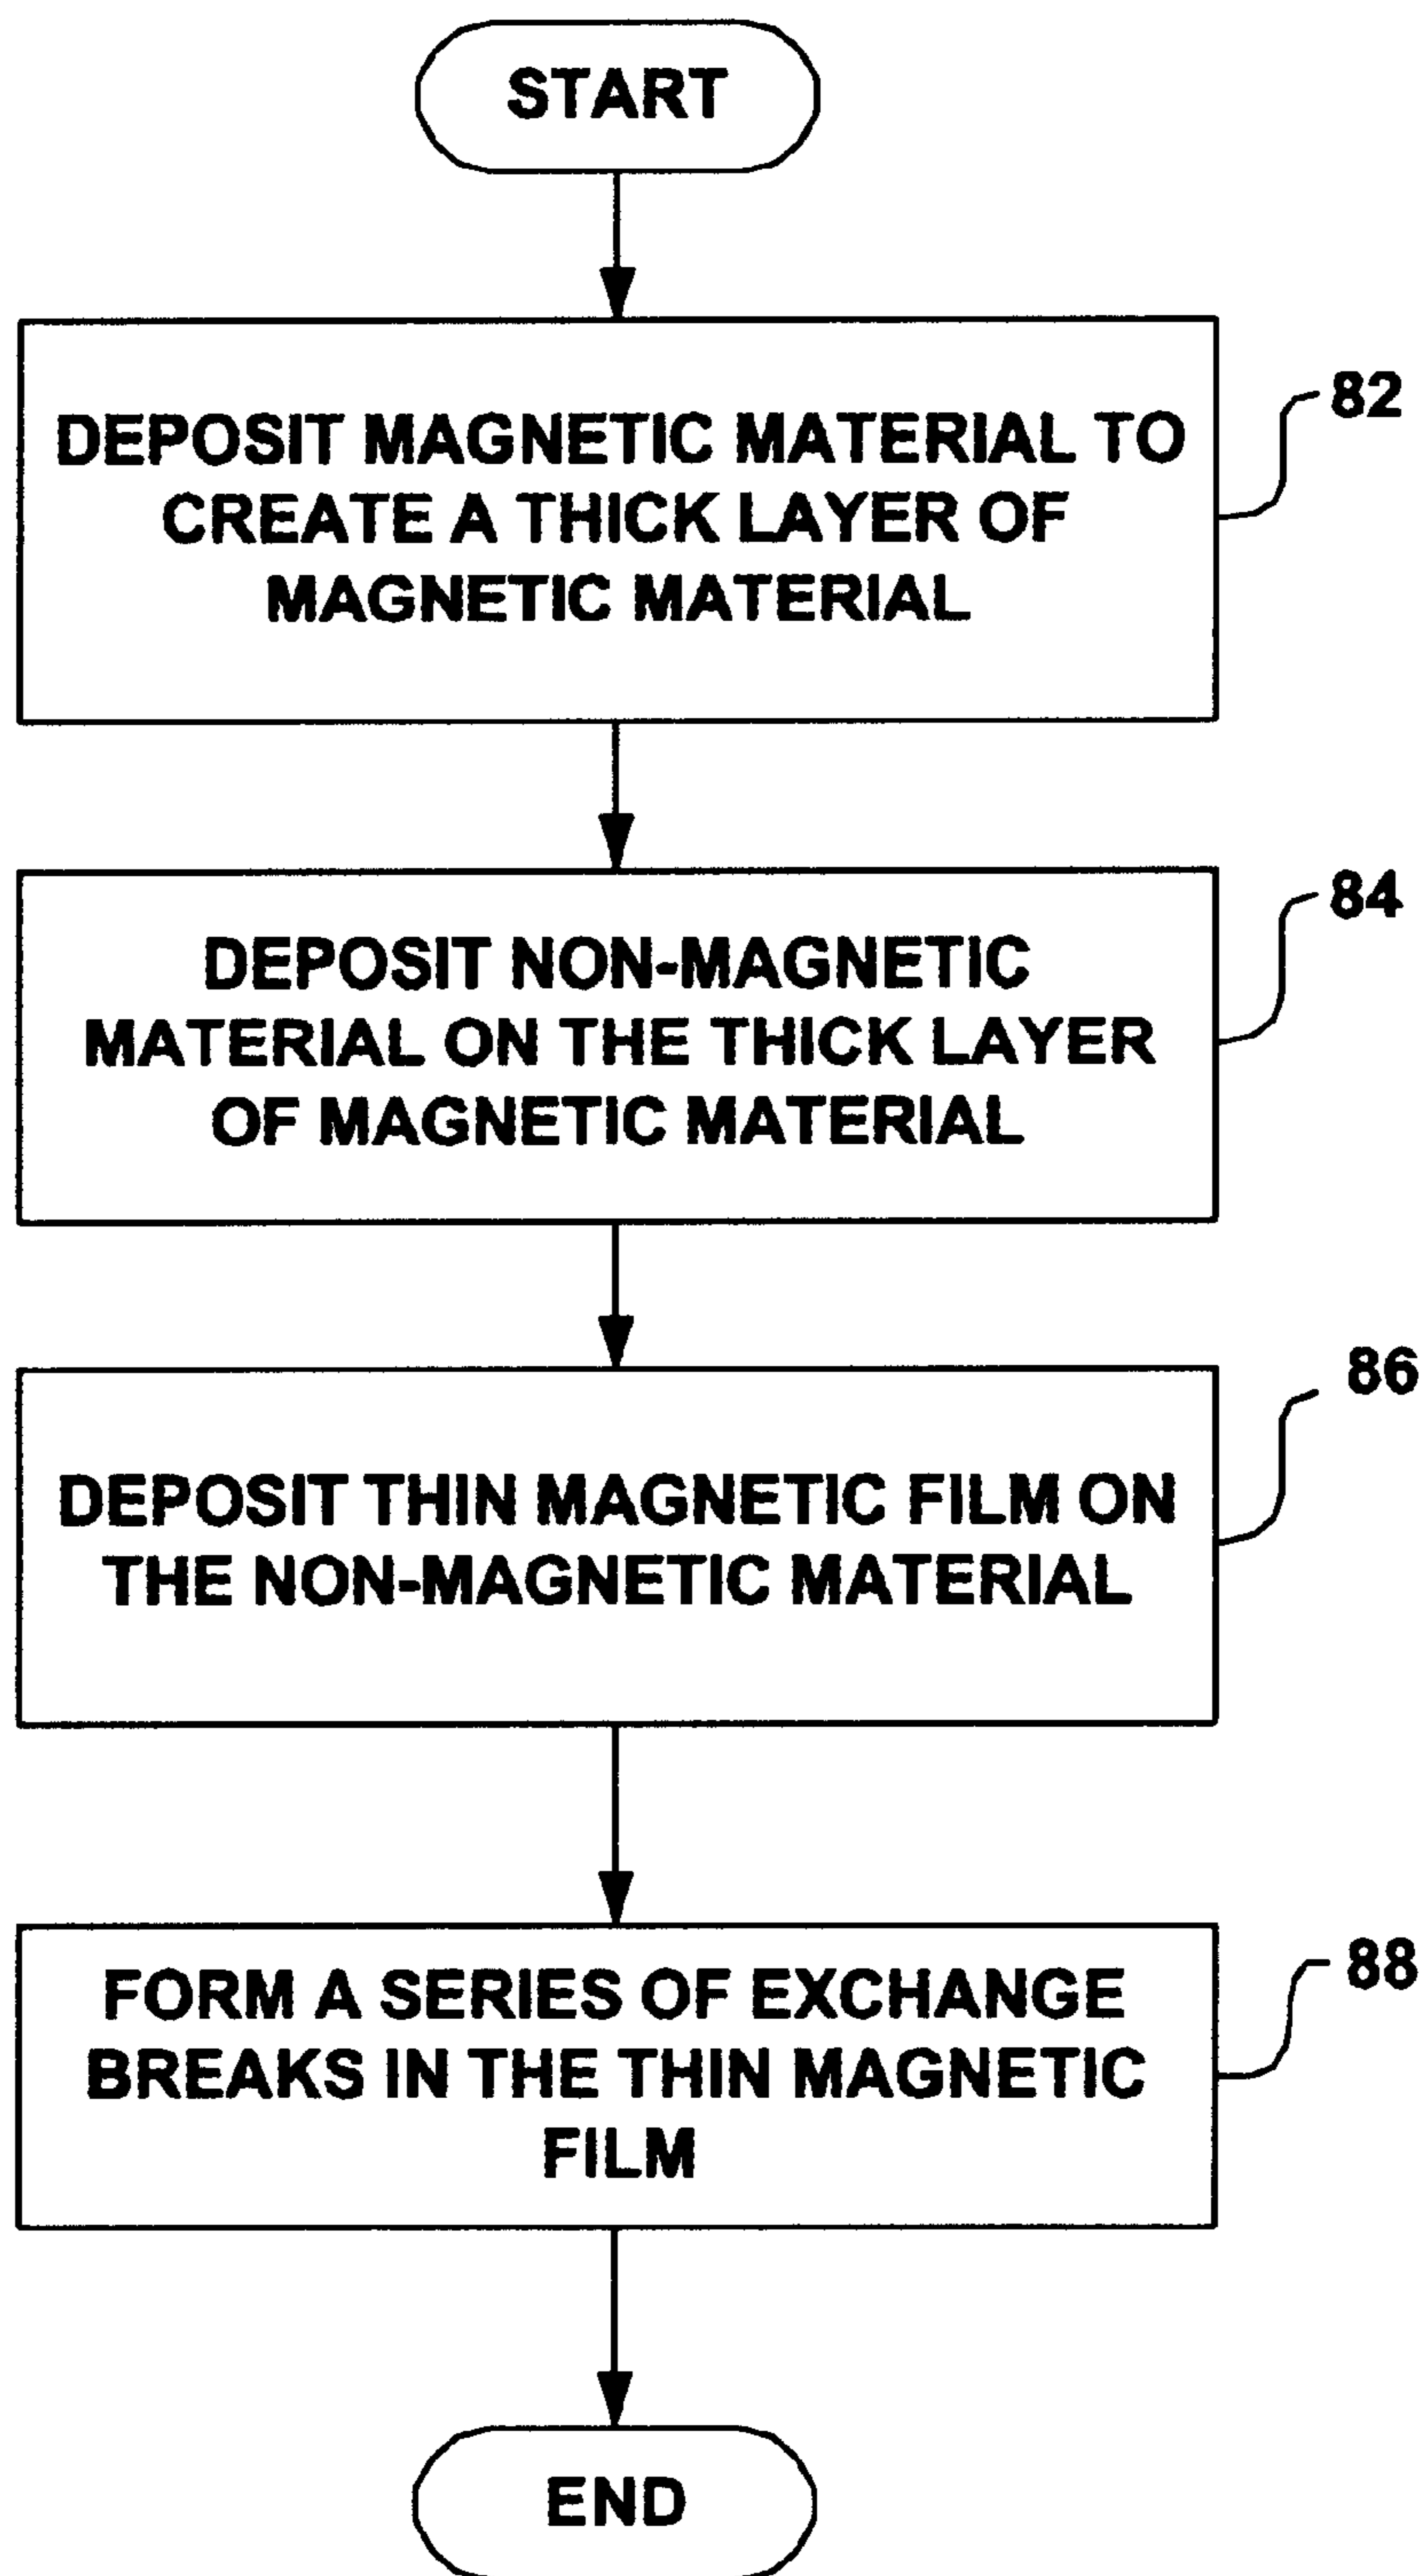 START
DEPOSIT MAGNETIC MATERIAL TO
CREATE A THICK LAYER OF
MAGNETIC MATERIAL
82
DEPOSIT NON-MAGNETIC
MATERIAL ON THE THICK LAYER
OF MAGNETIC MATERIAL
84
DEPOSIT THIN MAGNETIC FILM ON
THE NON-MAGNETIC MATERIAL
86
FORM A SERIES OF EXCHANGE
BREAKS IN THE THIN MAGNETIC
FILM
88
END